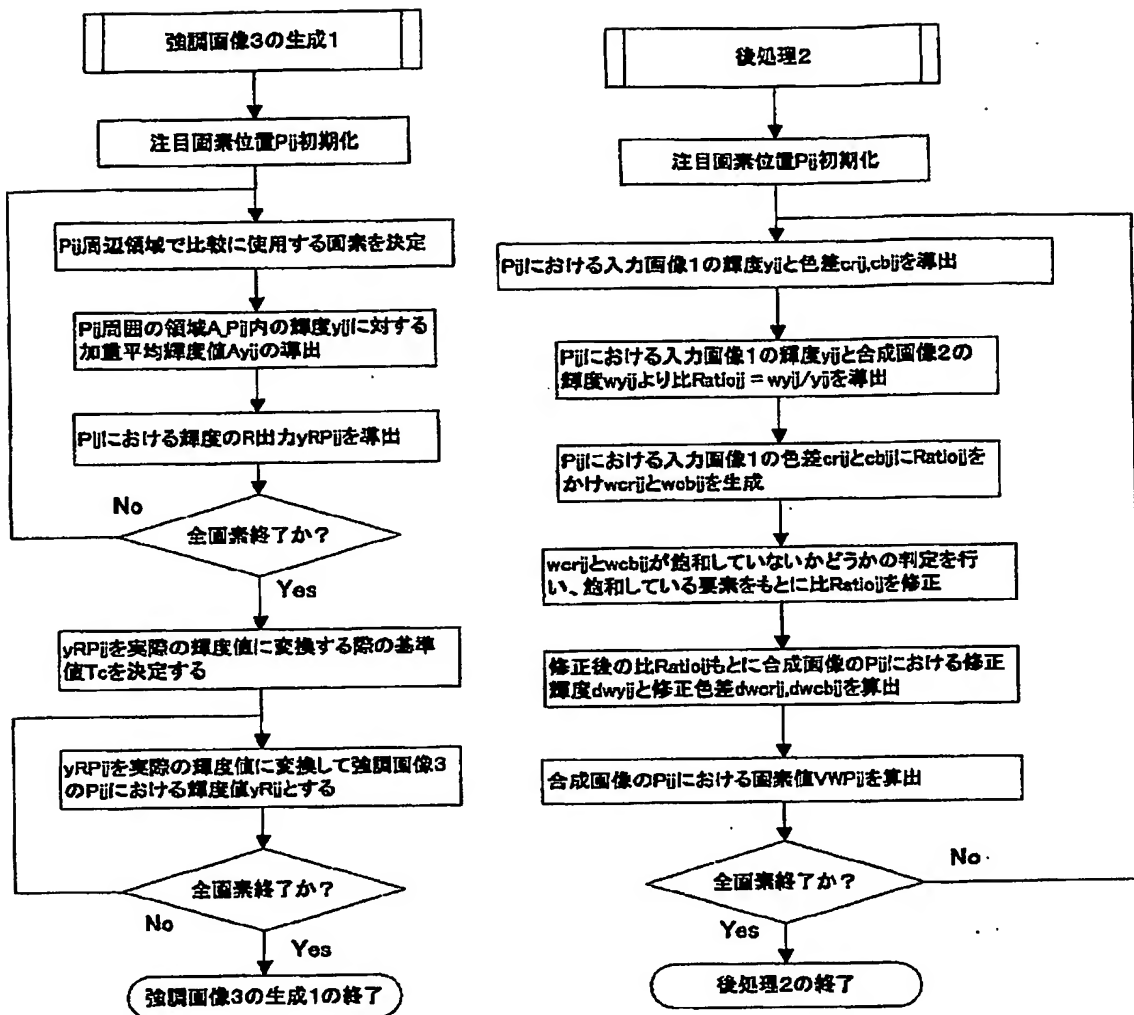 強調画像3の生成1
注目画素位置Pij初期化
Pij周辺領域で比較に使用する画素を決定
Pij周囲の領域A_Pij内の輝度yijに対する
加重平均輝度値Ayijの導出
Pijにおける輝度のR出力yRPijを導出
No
全画素終了か?
Yes
yRPijを実際の輝度値に変換する際の基準
値Tcを決定する
yRPijを実際の輝度値に変換して強調画像3
のPijにおける輝度値yRijとする
全画素終了か?
No
Yes
強調画像3の生成1の終了
後処理2
注目画素位置Pij初期化
Pijにおける入力画像1の輝度yijと色差crij,cbijを導出
Pijにおける入力画像1の輝度yijと合成画像2の
輝度wyijより比Ratioij = wyij/yijを導出
Pijにおける入力画像1の色差crijとcbijにRatioijを
かけwcrijとwcbijを生成
wcrijとwcbijが飽和していないかどうかの判定を行
い、飽和している要素をもとに比Ratioijを修正
修正後の比Ratioijもとに合成画像のPijにおける修正
輝度dwyijと修正色差dwcrij,dwcbijを算出
合成画像のPijにおける画素値VWPijを算出
全画素終了か?
No
Yes
後処理2の終了